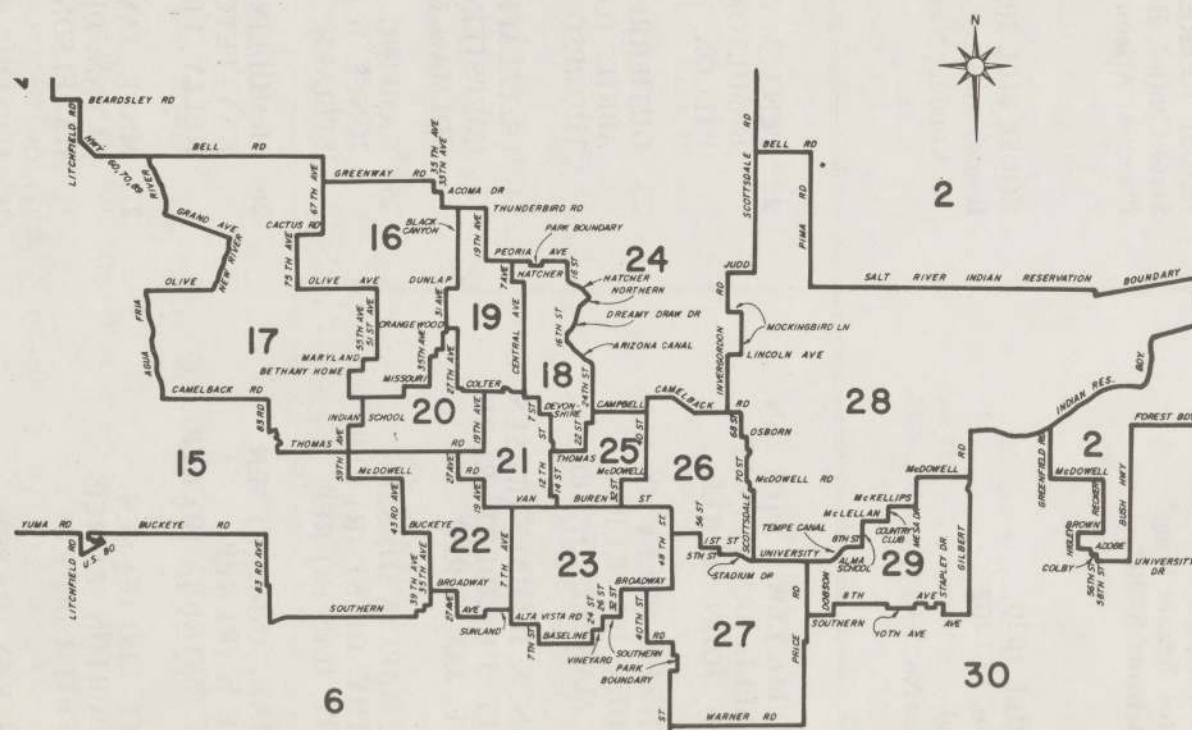 N
BEARDSLEY RD
LITCHFIELD RD
HWY
60, 70, 89
BELL RD
RIVER
GRAND AVE
NEW RIVER
OLIVE
AGUA FRIA
67TH AVE
GREENWAY RD
35TH AVE
33TH AVE
ACOMA DR
THUNDERBIRD RD
CACTUS RD
75TH AVE
OLIVE AVE
16
BLACK CANYON
19TH AVE
PARK BOUNDARY
PEORIA AVE
HATCHER
7 AVE
16 ST
24
HATCHER
NORTHERN
DREAMY DRAW DR
16TH ST
ARIZONA CANAL
DUNLAP
31 AVE
ORANGEWOOD
19
CENTRAL AVE
55TH AVE
51 ST AVE
17
MARYLAND
BETHANY HOME
MISSOURI
35TH AVE
27TH AVE
COLTER
18
24TH ST
CAMELBACK RD
83 RD
20
INDIAN SCHOOL
THOMAS RD
59TH AVE
19TH AVE
7 ST
DEVONSHIRE
CAMPBELL
22 ST
25
THOMAS
40 ST
CAMELBACK RD
SCOTTSDALE RD
BELL RD
PIMA RD
2
JUDD
SALT RIVER INDIAN RESERVATION BOUNDARY
MOCKINGBIRD LN
LINCOLN AVE
INVERGORDON RD
28
INDIAN RES. BDY.
FOREST BDY
68 ST
OSBORN
70 ST
26
15
McDOWELL RD
27 AVE
19 AVE
21
12TH ST
14 ST
McDOWELL
32 ST
VAN BUREN ST
McDOWELL RD
McDOWELL
GREENFIELD RD
2
McDOWELL
RECKER
BUSH HWY
McKELLIPS
McLELLAN
COUNTRY CLUB
MESA DR
YUMA RD
BUCKEYE RD
LITCHFIELD RD
U.S. 80
83 RD AVE
43 RD AVE
BUCKEYE
22
7TH AVE
23
48TH ST
56 ST
1ST ST
5TH ST
STADIUM DR
SCOTTSDALE
UNIVERSITY
TEMPE CANAL
8TH ST
ALMA SCHOOL
29
STAPLEY DR.
GILBERT RD
HIGLEY
BROWN
ADOBE
COLBY
56TH ST
58TH ST
UNIVERSITY DR
39TH AVE
35TH AVE
BROADWAY
SOUTHERN
27 AVE
AVE
SUNLAND
ALTA VISTA RD
7TH ST
BASELINE
24 ST
26 ST
32 ST
VINEYARD
SOUTHERN
BROADWAY
40TH ST
RD
PARK BOUNDARY
27
PRICE RD
DOBSON
8TH AVE
SOUTHERN AVE
10TH AVE
30
6
ST
WARNER RD